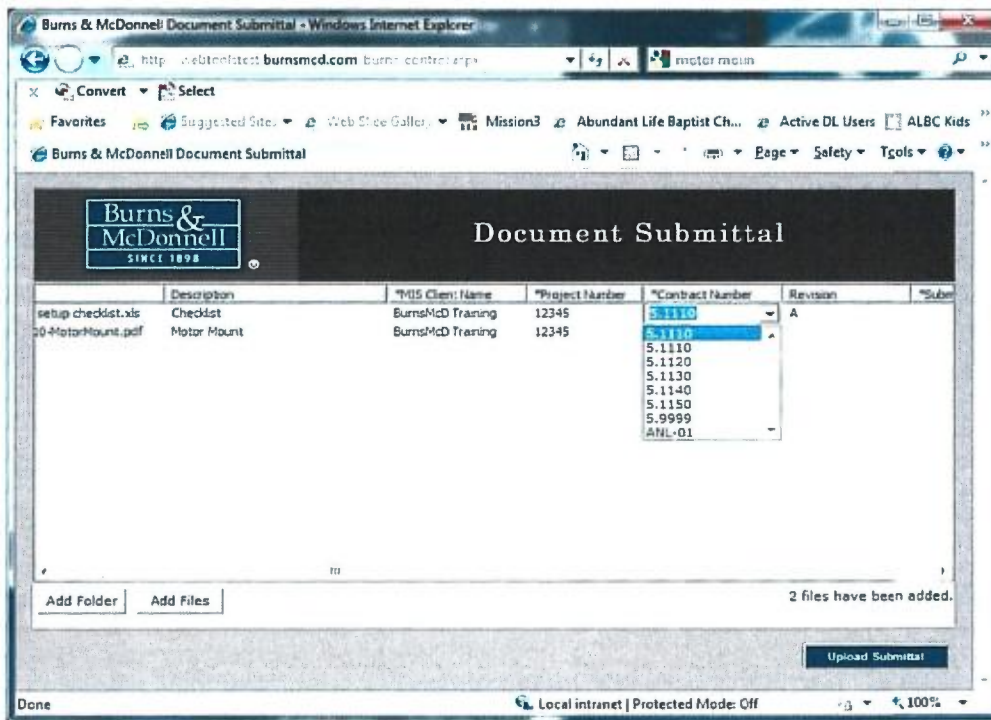 Burns & McDonnell Document Submittal - Windows Internet Explorer
http burnsmcd.com motor moun
x Convert Select
Favorites Suggested Sites Web Slice Gallery Mission3 Abundant Life Baptist Ch... Active DL Users ALBC Kids »
Burns & McDonnell Document Submittal Page Safety Tools »
Burns &
McDonnell
SINCE 1898
Document Submittal
Description *MIS Client Name *Project Number *Contract Number Revision *Subm
setup checklist.xls Checklist BurnsMcD Training 12345 5.1110 A
00-MotorMount.pdf Motor Mount BurnsMcD Training 12345
5.1110
5.1110
5.1120
5.1130
5.1140
5.1150
5.9999
ANL-01
Add Folder Add Files 2 files have been added.
Upload Submittal
Done Local intranet | Protected Mode: Off 100%